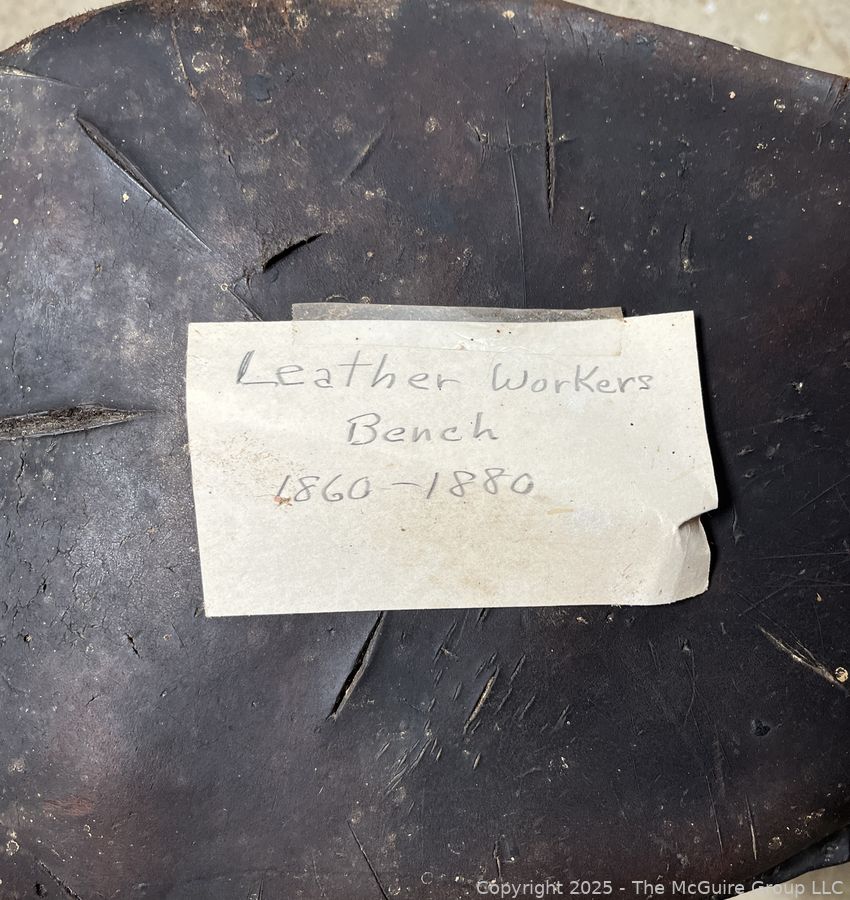 Leather Workers
Bench
1860-1880
Copyright 2025 - The McGuire Group LLC